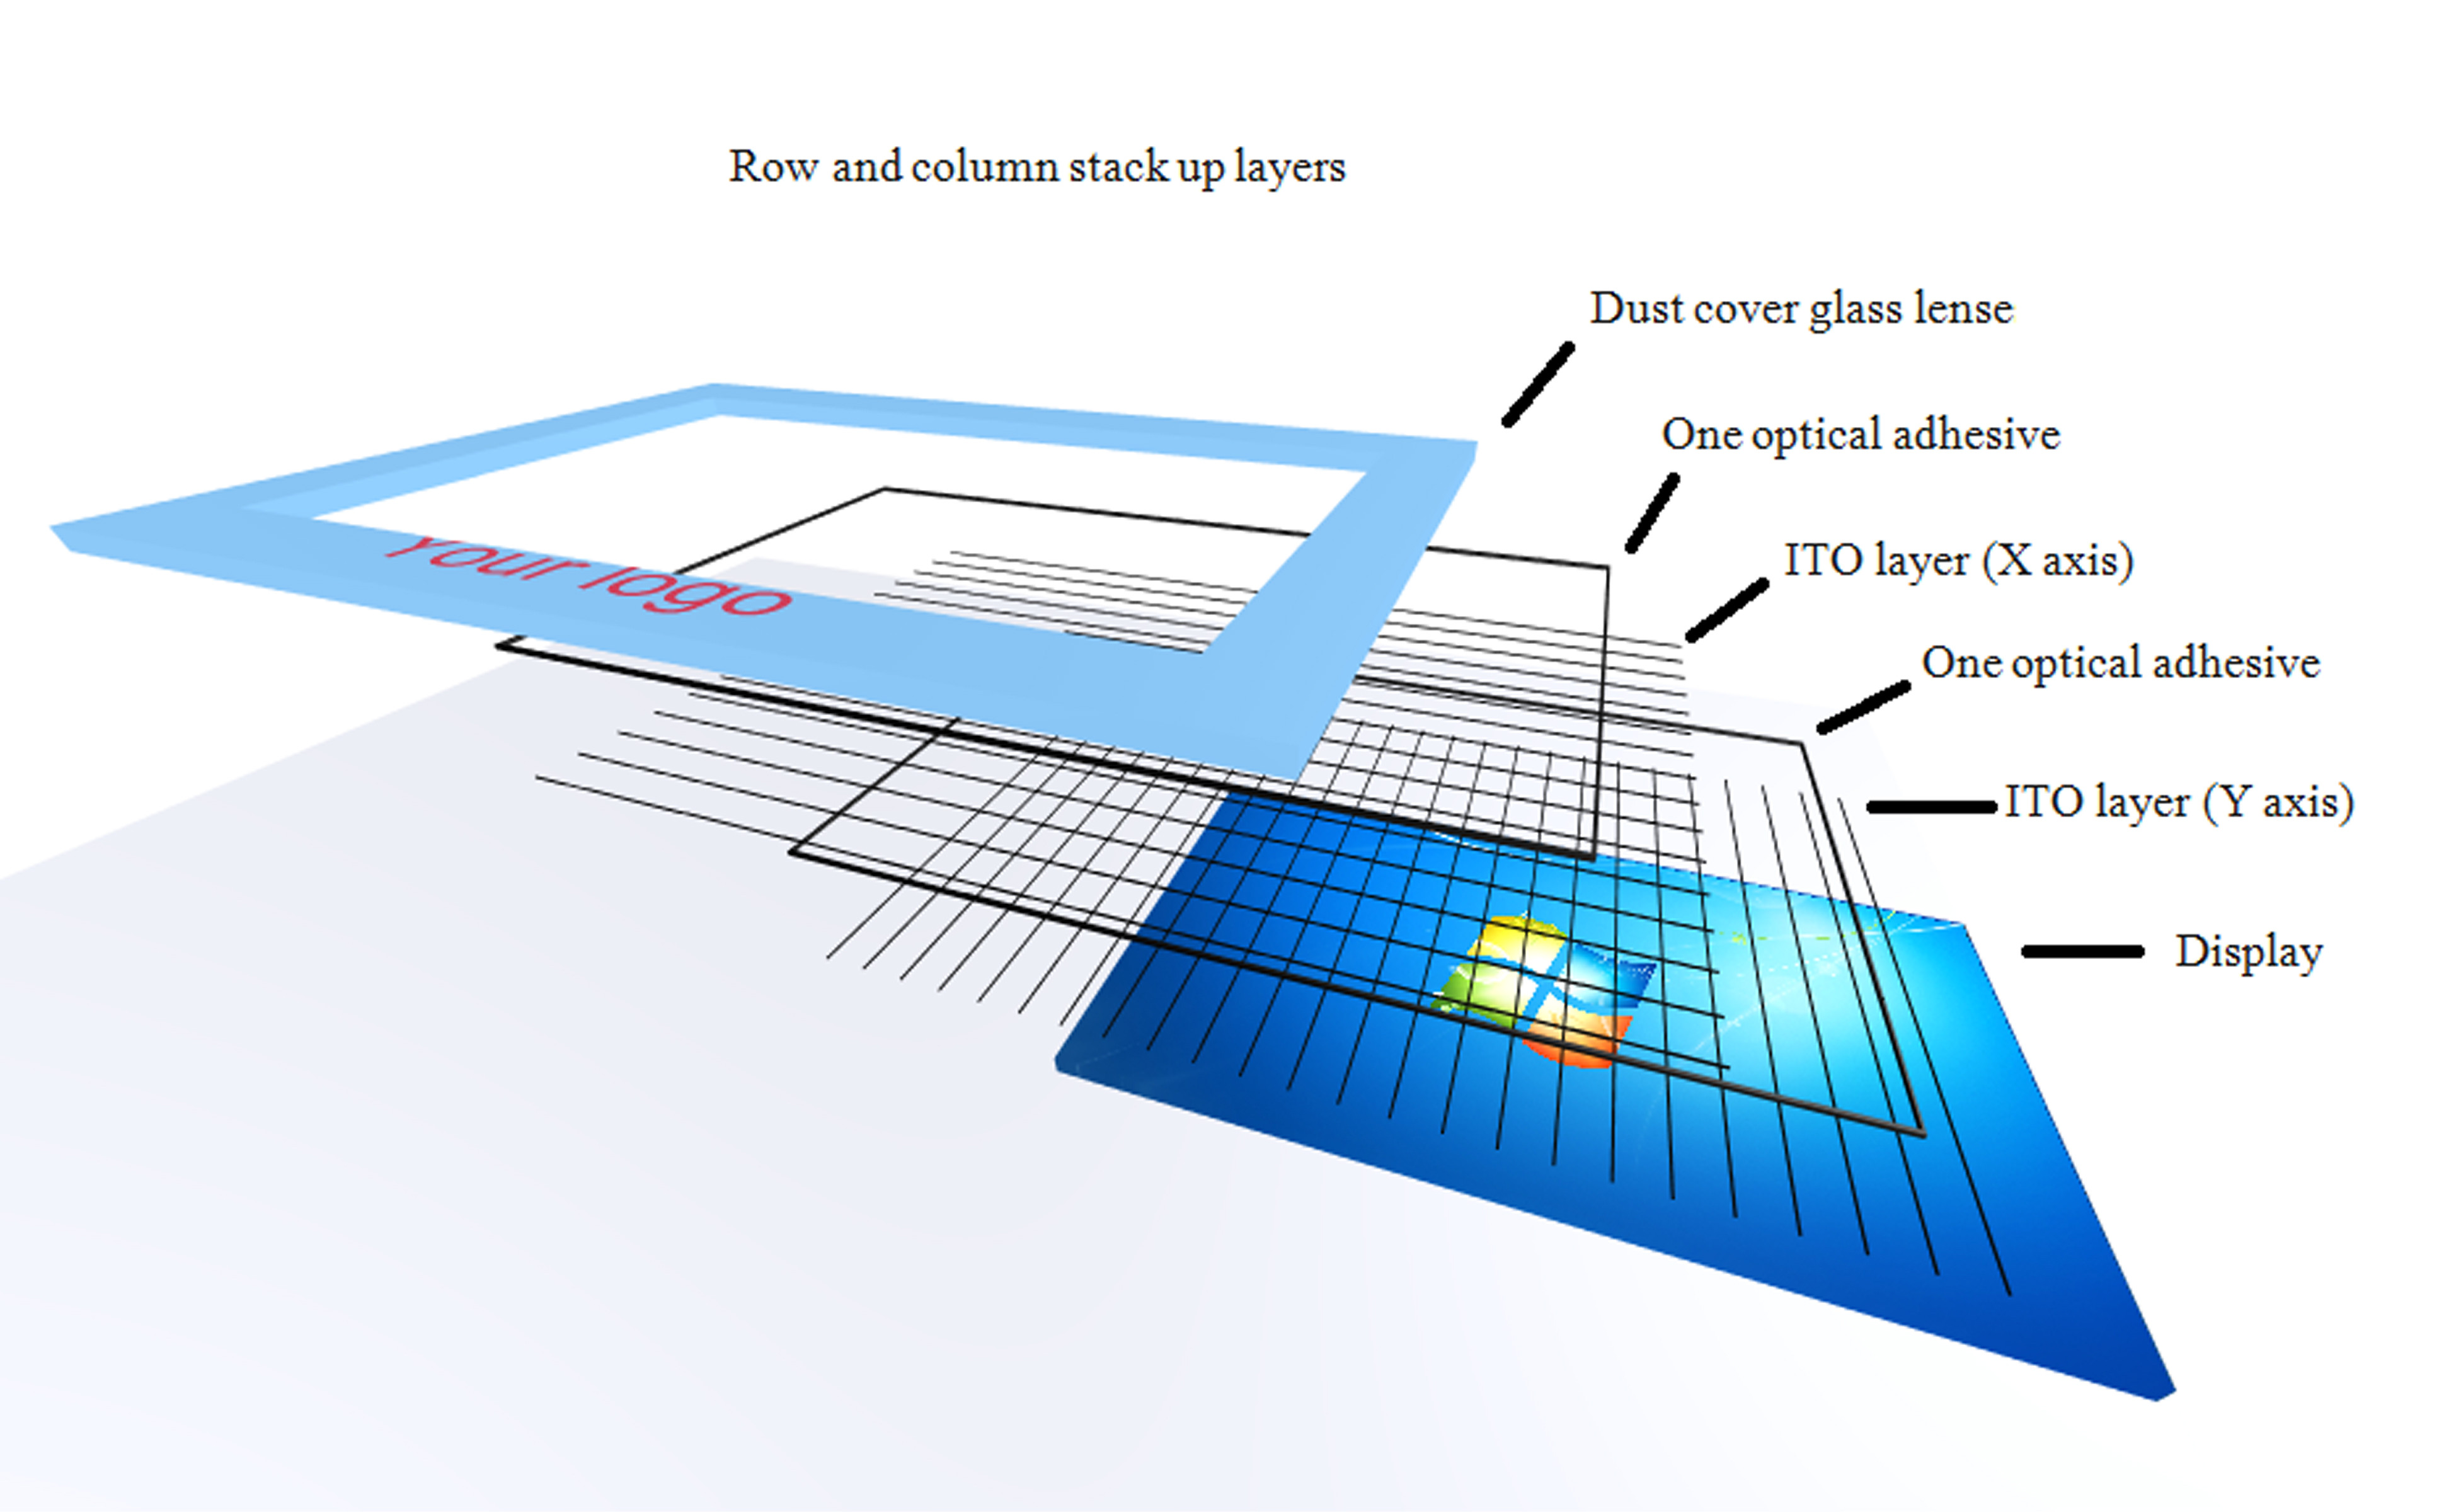 Row and column stack up layers
Dust cover glass lense
One optical adhesive
ITO layer (X axis)
One optical adhesive
ITO layer (Y axis)
Display
your logo